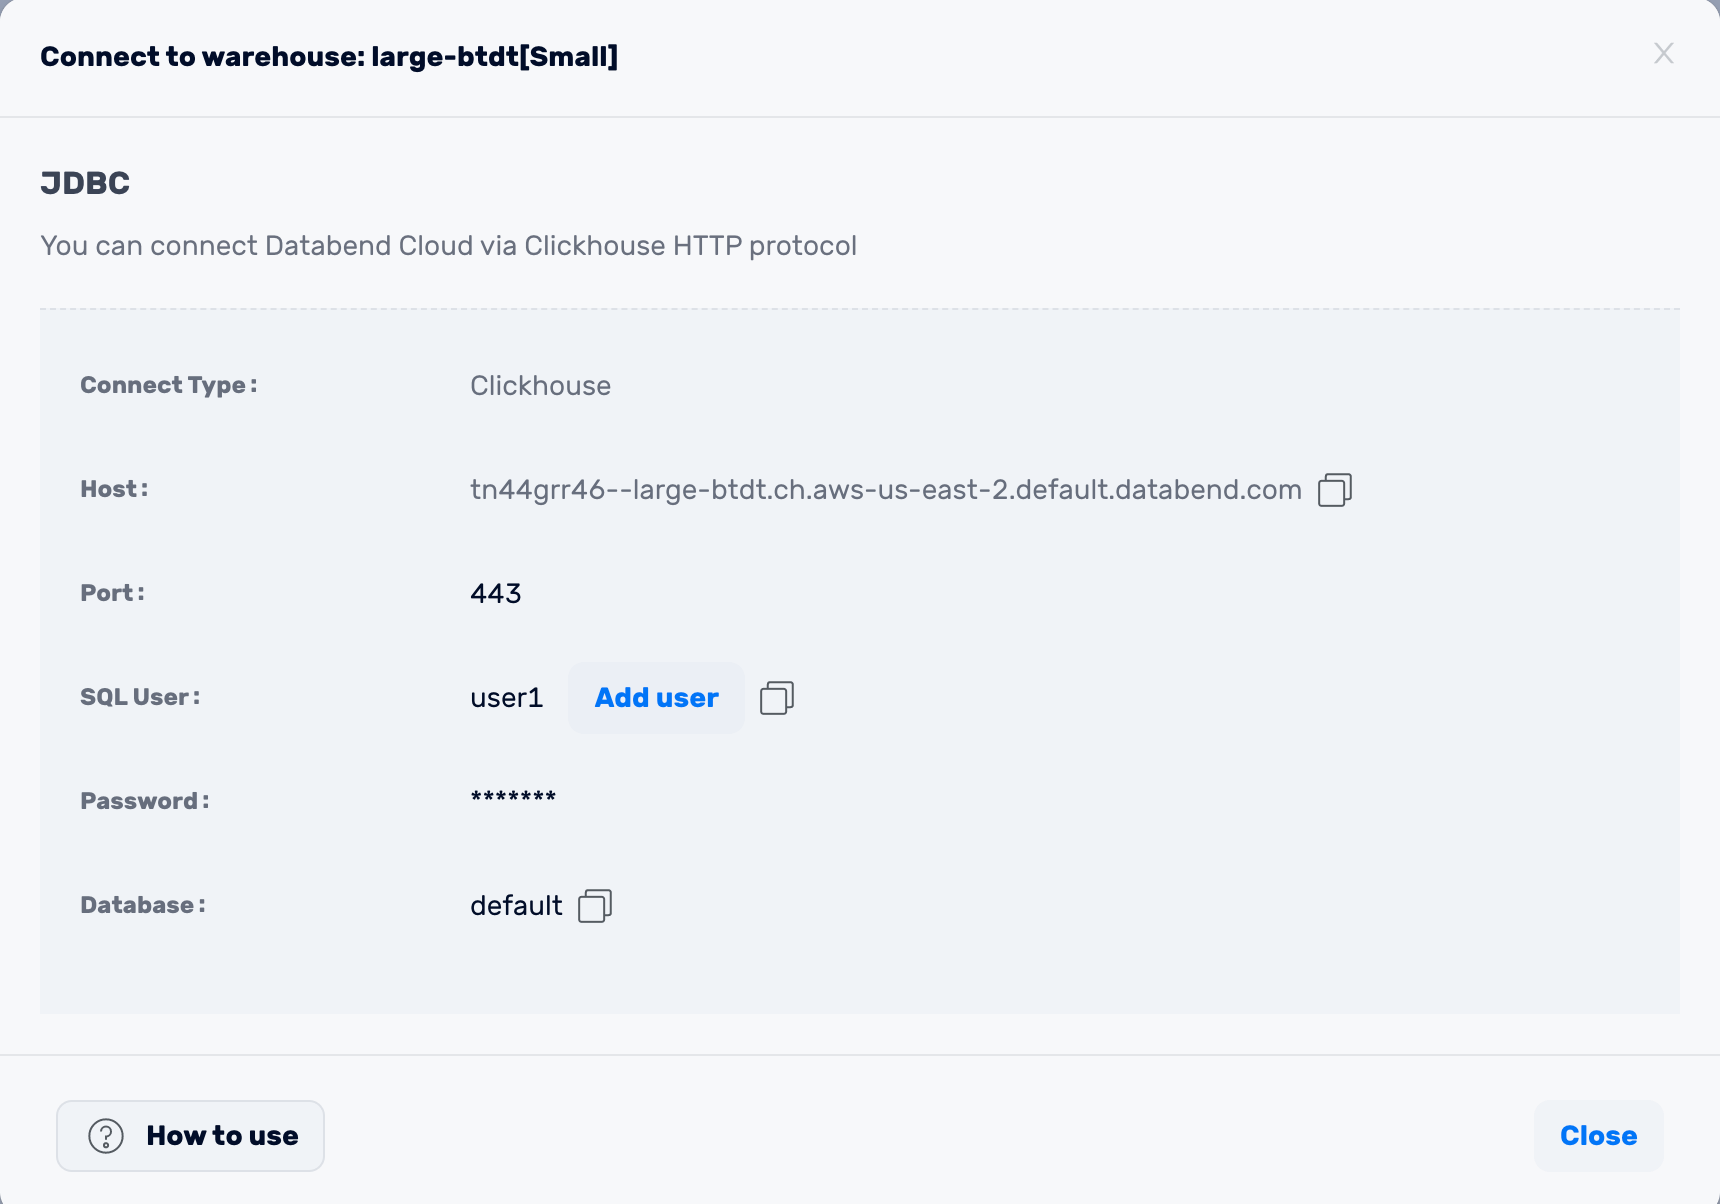 Connect to warehouse: large-btdt[Small]
JDBC
You can connect Databend Cloud via Clickhouse HTTP protocol
Connect Type: Clickhouse
Host: tn44grr46--large-btdt.ch.aws-us-east-2.default.databend.com
Port: 443
SQL User: user1 Add user
Password: *******
Database: default
How to use
Close